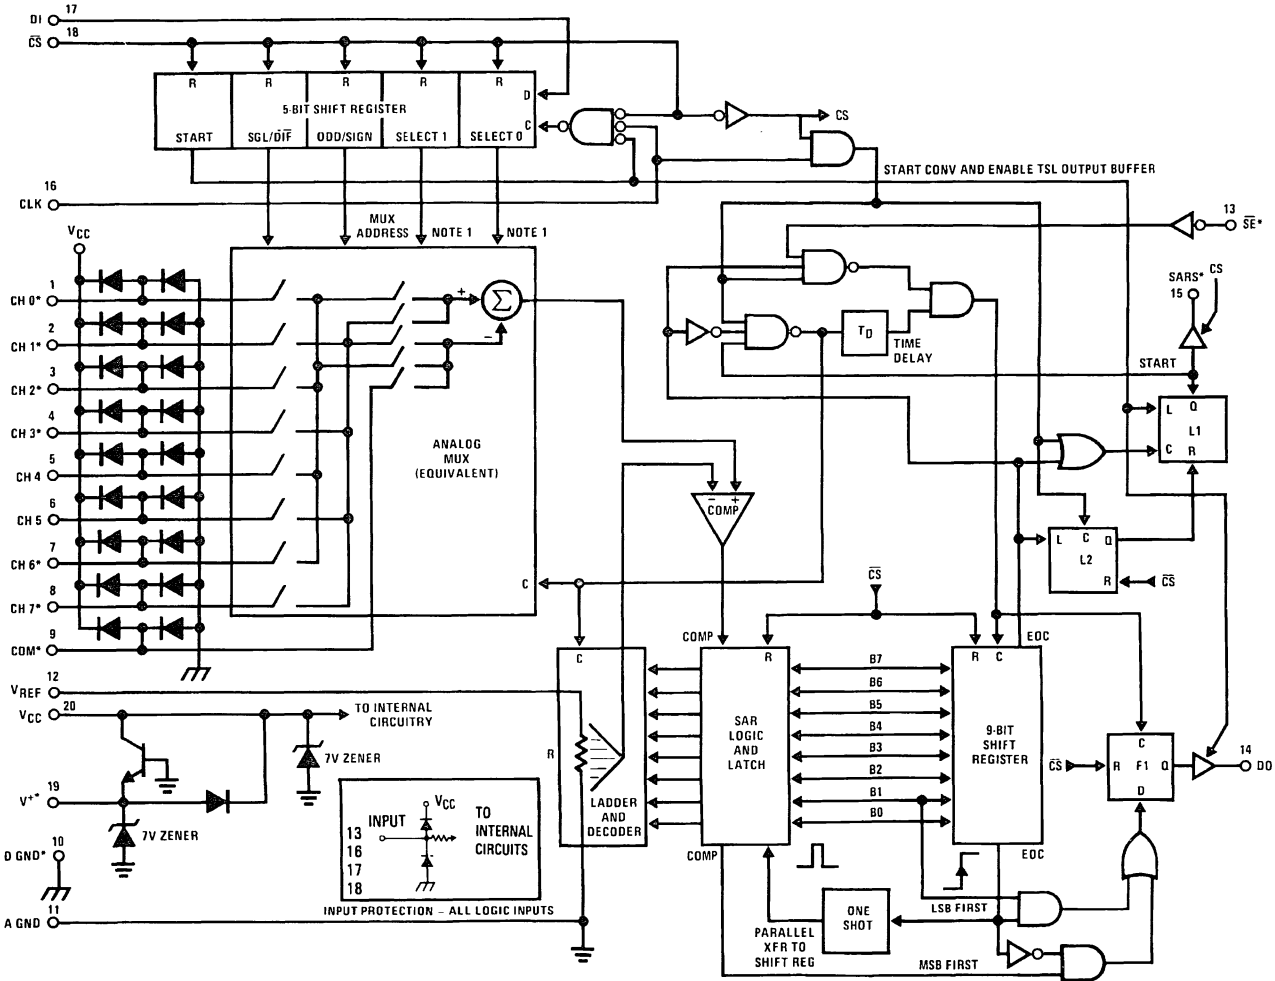 DI 17
C̅S̅ 18
R R R R R
5-BIT SHIFT REGISTER
START SGL/D̅I̅F̅ ODD/SIGN SELECT 1 SELECT 0
D
C
CS
16
CLK
START CONV AND ENABLE TSL OUTPUT BUFFER
MUX
ADDRESS
NOTE 1
NOTE 1
13
S̅E̅*
VCC
1
CH 0*
2
CH 1*
3
CH 2*
4
CH 3*
5
CH 4
6
CH 5
7
CH 6*
8
CH 7*
9
COM*
+
Σ
−
ANALOG
MUX
(EQUIVALENT)
C
TD
TIME
DELAY
SARS*
15
CS
START
L Q
L1
C R
− +
COMP
L C Q
L2
R
C̅S̅
C̅S̅
12
VREF
VCC 20
TO INTERNAL
CIRCUITRY
7V ZENER
19
V+*
7V ZENER
10
D GND*
11
A GND
VCC
INPUT
13
16
17
18
TO
INTERNAL
CIRCUITS
INPUT PROTECTION – ALL LOGIC INPUTS
C
R
LADDER
AND
DECODER
COMP
R
SAR
LOGIC
AND
LATCH
COMP
B7
B6
B5
B4
B3
B2
B1
B0
EOC
R C
9-BIT
SHIFT
REGISTER
EOC
C̅S̅
C
R F1 Q
D
14
DO
ONE
SHOT
PARALLEL
XFR TO
SHIFT REG
LSB FIRST
MSB FIRST